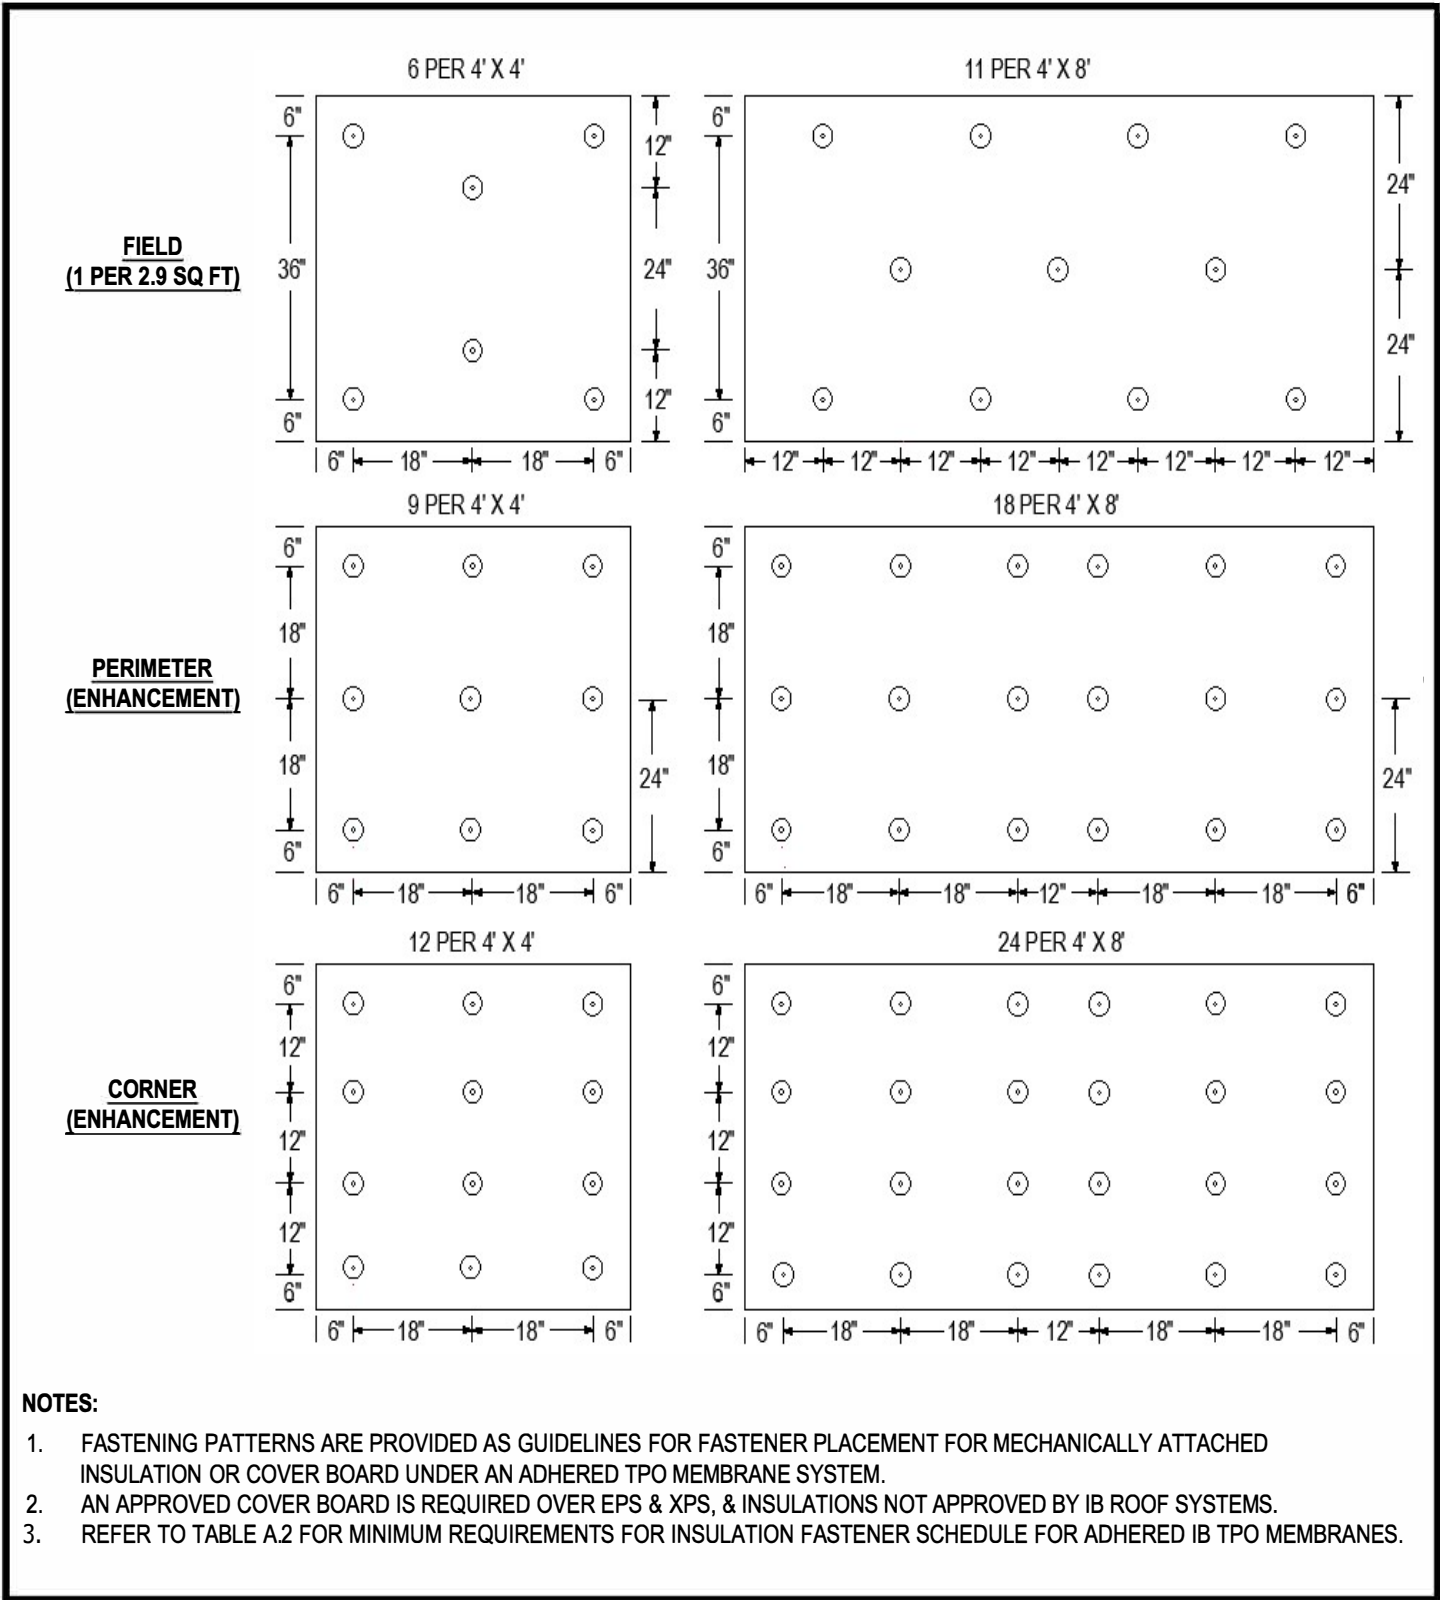 6 PER 4' X 4'
11 PER 4' X 8'
FIELD
(1 PER 2.9 SQ FT)
6"
36"
6"
12"
24"
12"
6" 18" 18" 6"
6"
36"
6"
24"
24"
12" 12" 12" 12" 12" 12" 12" 12"
9 PER 4' X 4'
18 PER 4' X 8'
PERIMETER
(ENHANCEMENT)
6"
18"
18"
6"
24"
6" 18" 18" 6"
6"
18"
18"
6"
24"
6" 18" 18" 12" 18" 18" 6"
12 PER 4' X 4'
24 PER 4' X 8'
CORNER
(ENHANCEMENT)
6"
12"
12"
12"
6"
6" 18" 18" 6"
6"
12"
12"
12"
6"
6" 18" 18" 12" 18" 18" 6"
NOTES:
1. FASTENING PATTERNS ARE PROVIDED AS GUIDELINES FOR FASTENER PLACEMENT FOR MECHANICALLY ATTACHED
INSULATION OR COVER BOARD UNDER AN ADHERED TPO MEMBRANE SYSTEM.
2. AN APPROVED COVER BOARD IS REQUIRED OVER EPS & XPS, & INSULATIONS NOT APPROVED BY IB ROOF SYSTEMS.
3. REFER TO TABLE A.2 FOR MINIMUM REQUIREMENTS FOR INSULATION FASTENER SCHEDULE FOR ADHERED IB TPO MEMBRANES.